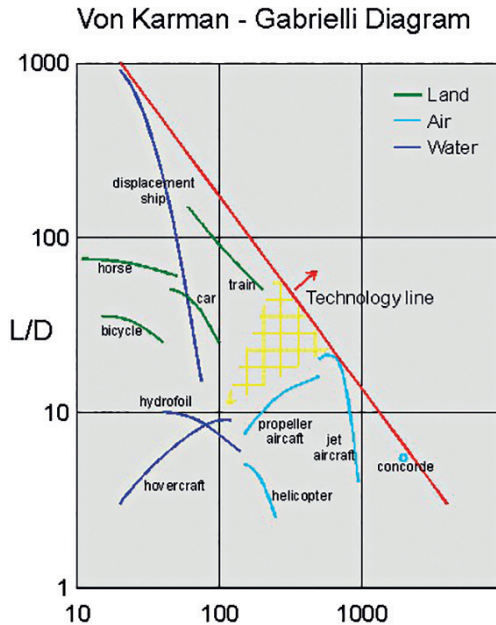 Von Karman - Gabrielli Diagram
1000
Land
Air
Water
displacement
ship
100
horse
car
train
Technology line
L/D
bicycle
hydrofoil
10
propeller
aircaft
jet
aircraft
concorde
hovercraft
helicopter
1
10
100
1000